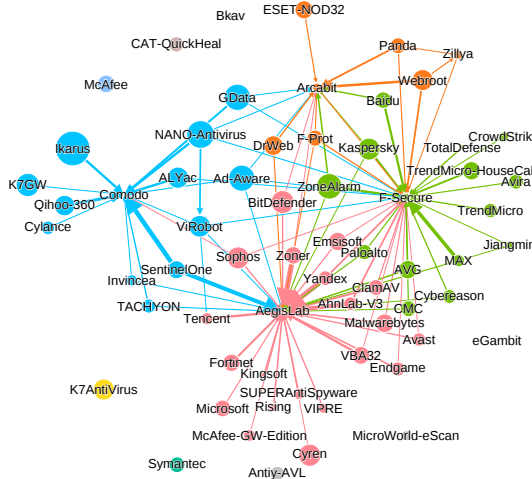 ESET-NOD32
Bkav
CAT-QuickHeal
Panda
Zillya
McAfee
Arcabit
Webroot
GData
Baidu
NANO-Antivirus
F-Prot
CrowdStrik
Ikarus
DrWeb
Kaspersky
TotalDefense
TrendMicro-HouseCal
K7GW
ALYac
Ad-Aware
ZoneAlarm
Avira
Comodo
F-Secure
Qihoo-360
BitDefender
TrendMicro
Cylance
ViRobot
Emsisoft
Jiangmin
Sophos
Zoner
Paloalto
MAX
SentinelOne
AVG
Invincea
Yandex
ClamAV
Cybereason
TACHYON
AhnLab-V3
CMC
Tencent
AegisLab
Malwarebytes
Avast
eGambit
VBA32
Fortinet
Endgame
Kingsoft
K7AntiVirus
SUPERAntiSpyware
Microsoft
Rising
VIPRE
McAfee-GW-Edition
MicroWorld-eScan
Cyren
Symantec
Antiy-AVL